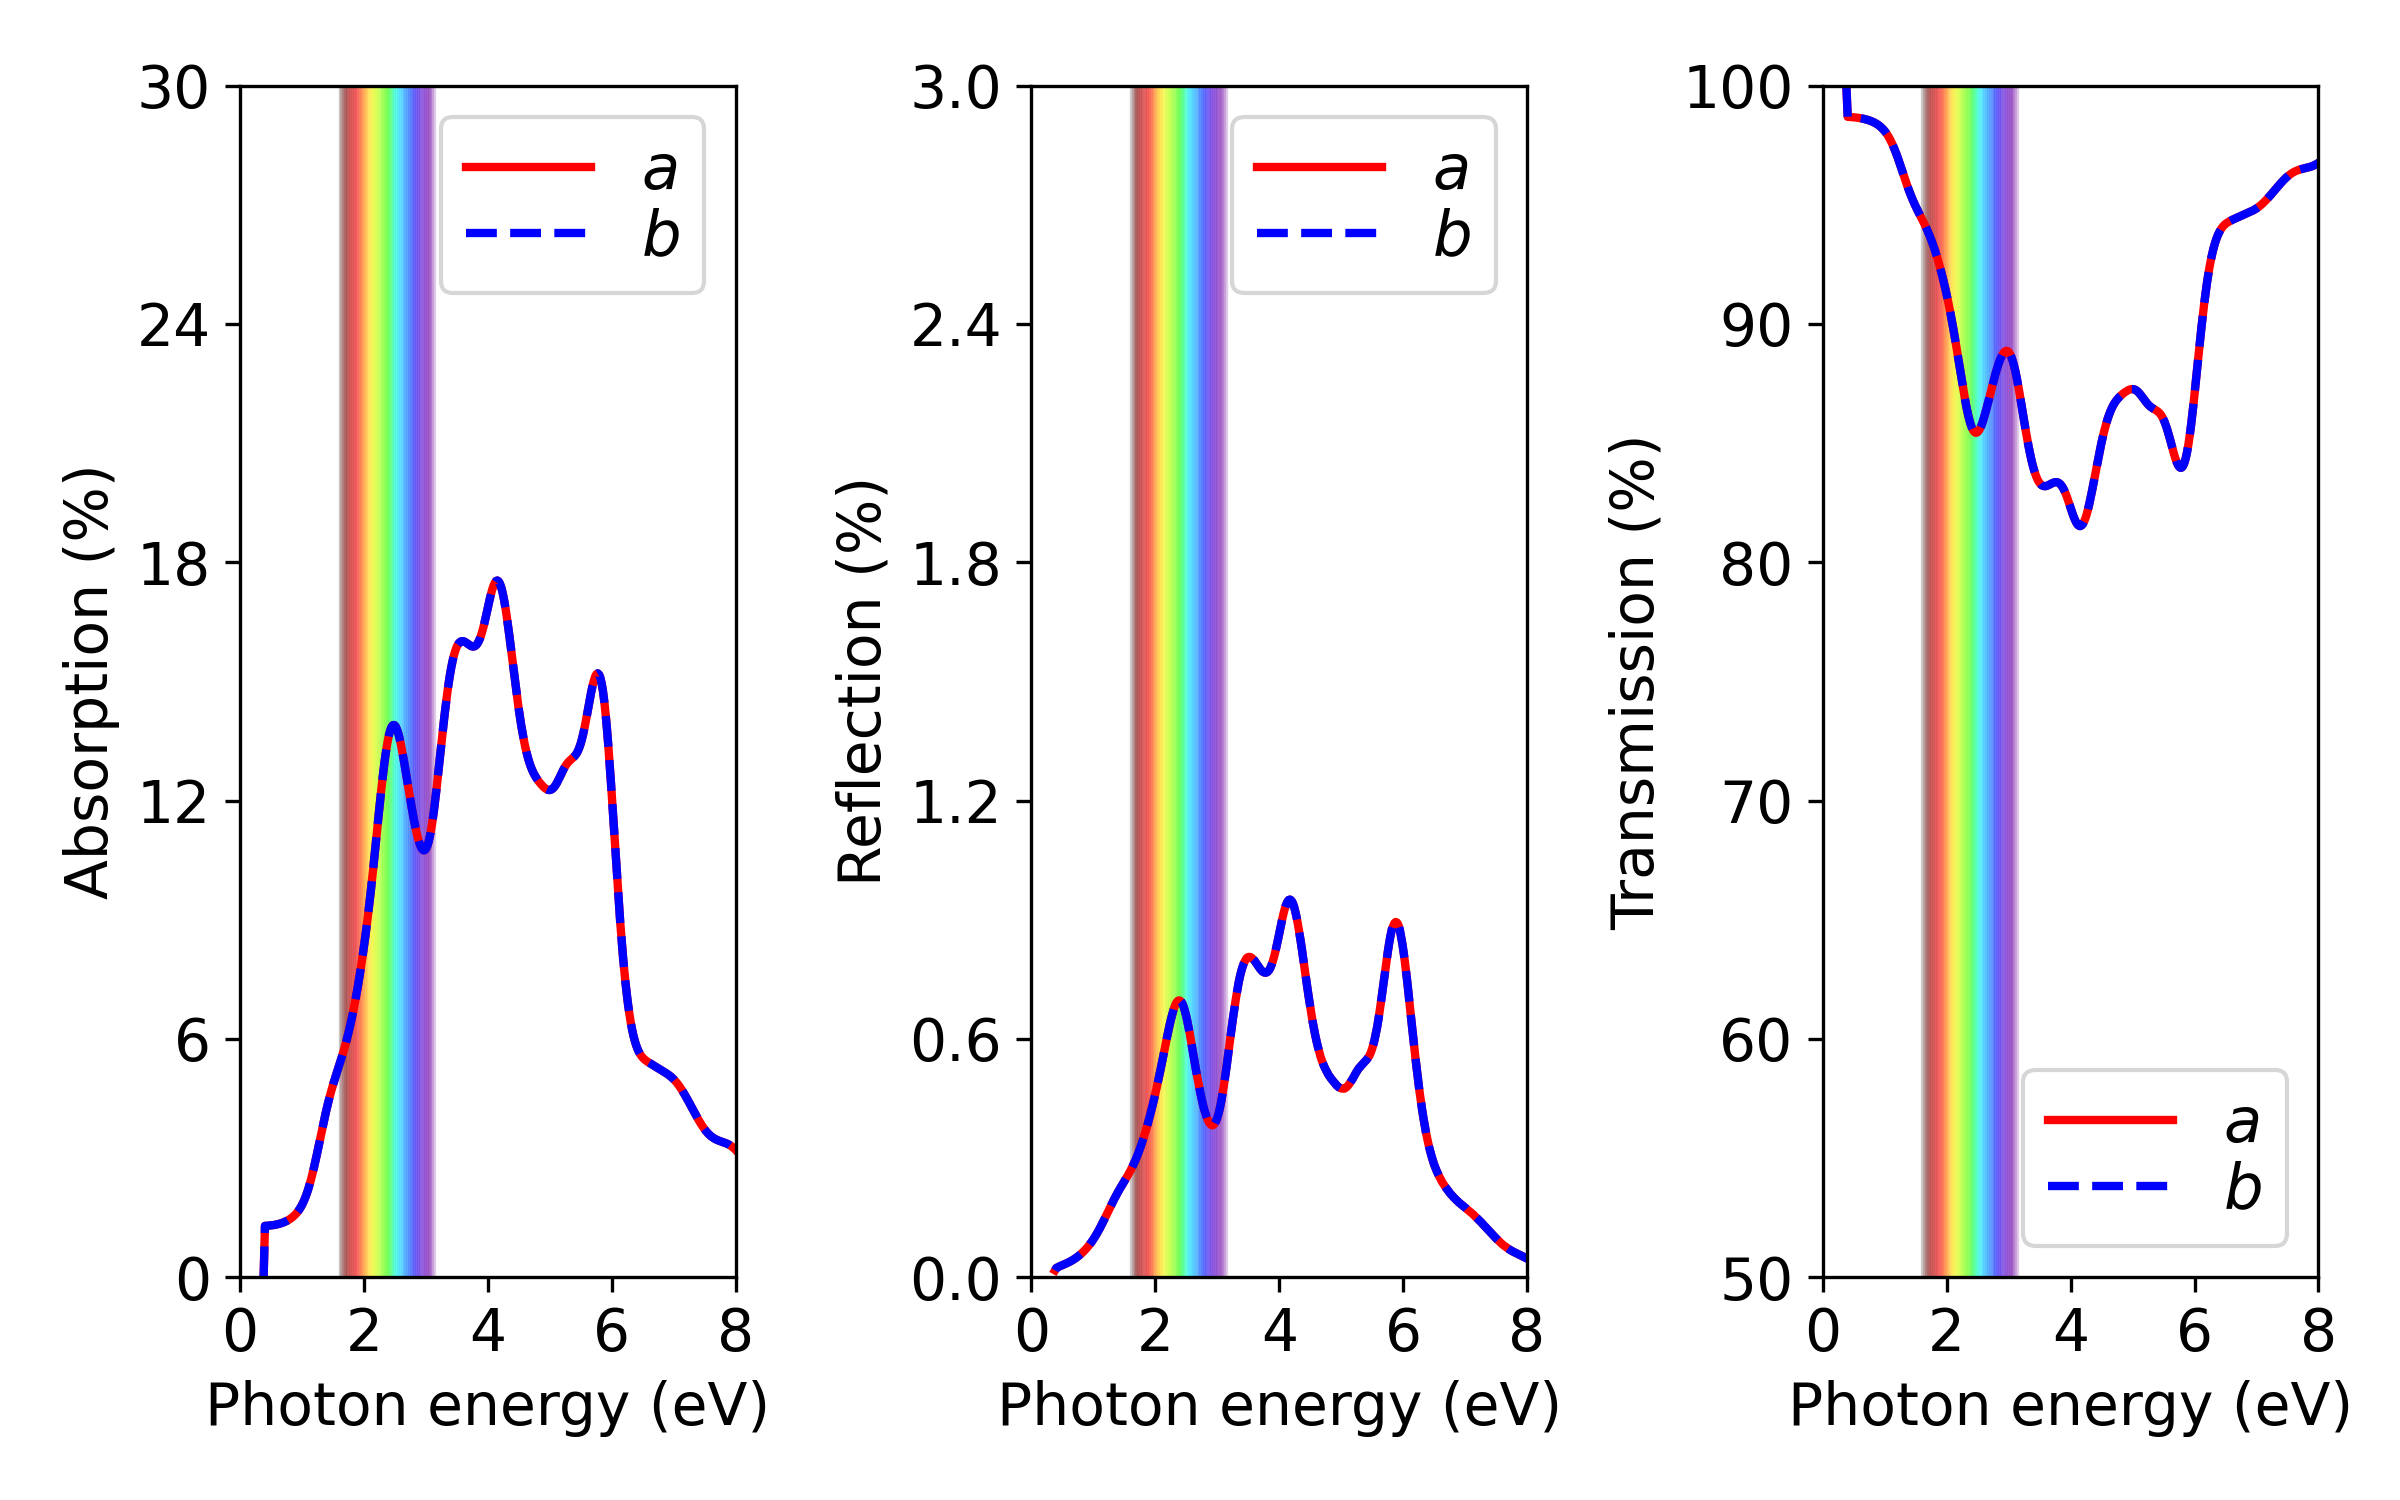 30
24
18
12
6
0
Absorption (%)
a
b
0 2 4 6 8
Photon energy (eV)
3.0
2.4
1.8
1.2
0.6
0.0
Reflection (%)
a
b
0 2 4 6 8
Photon energy (eV)
100
90
80
70
60
50
Transmission (%)
a
b
0 2 4 6 8
Photon energy (eV)